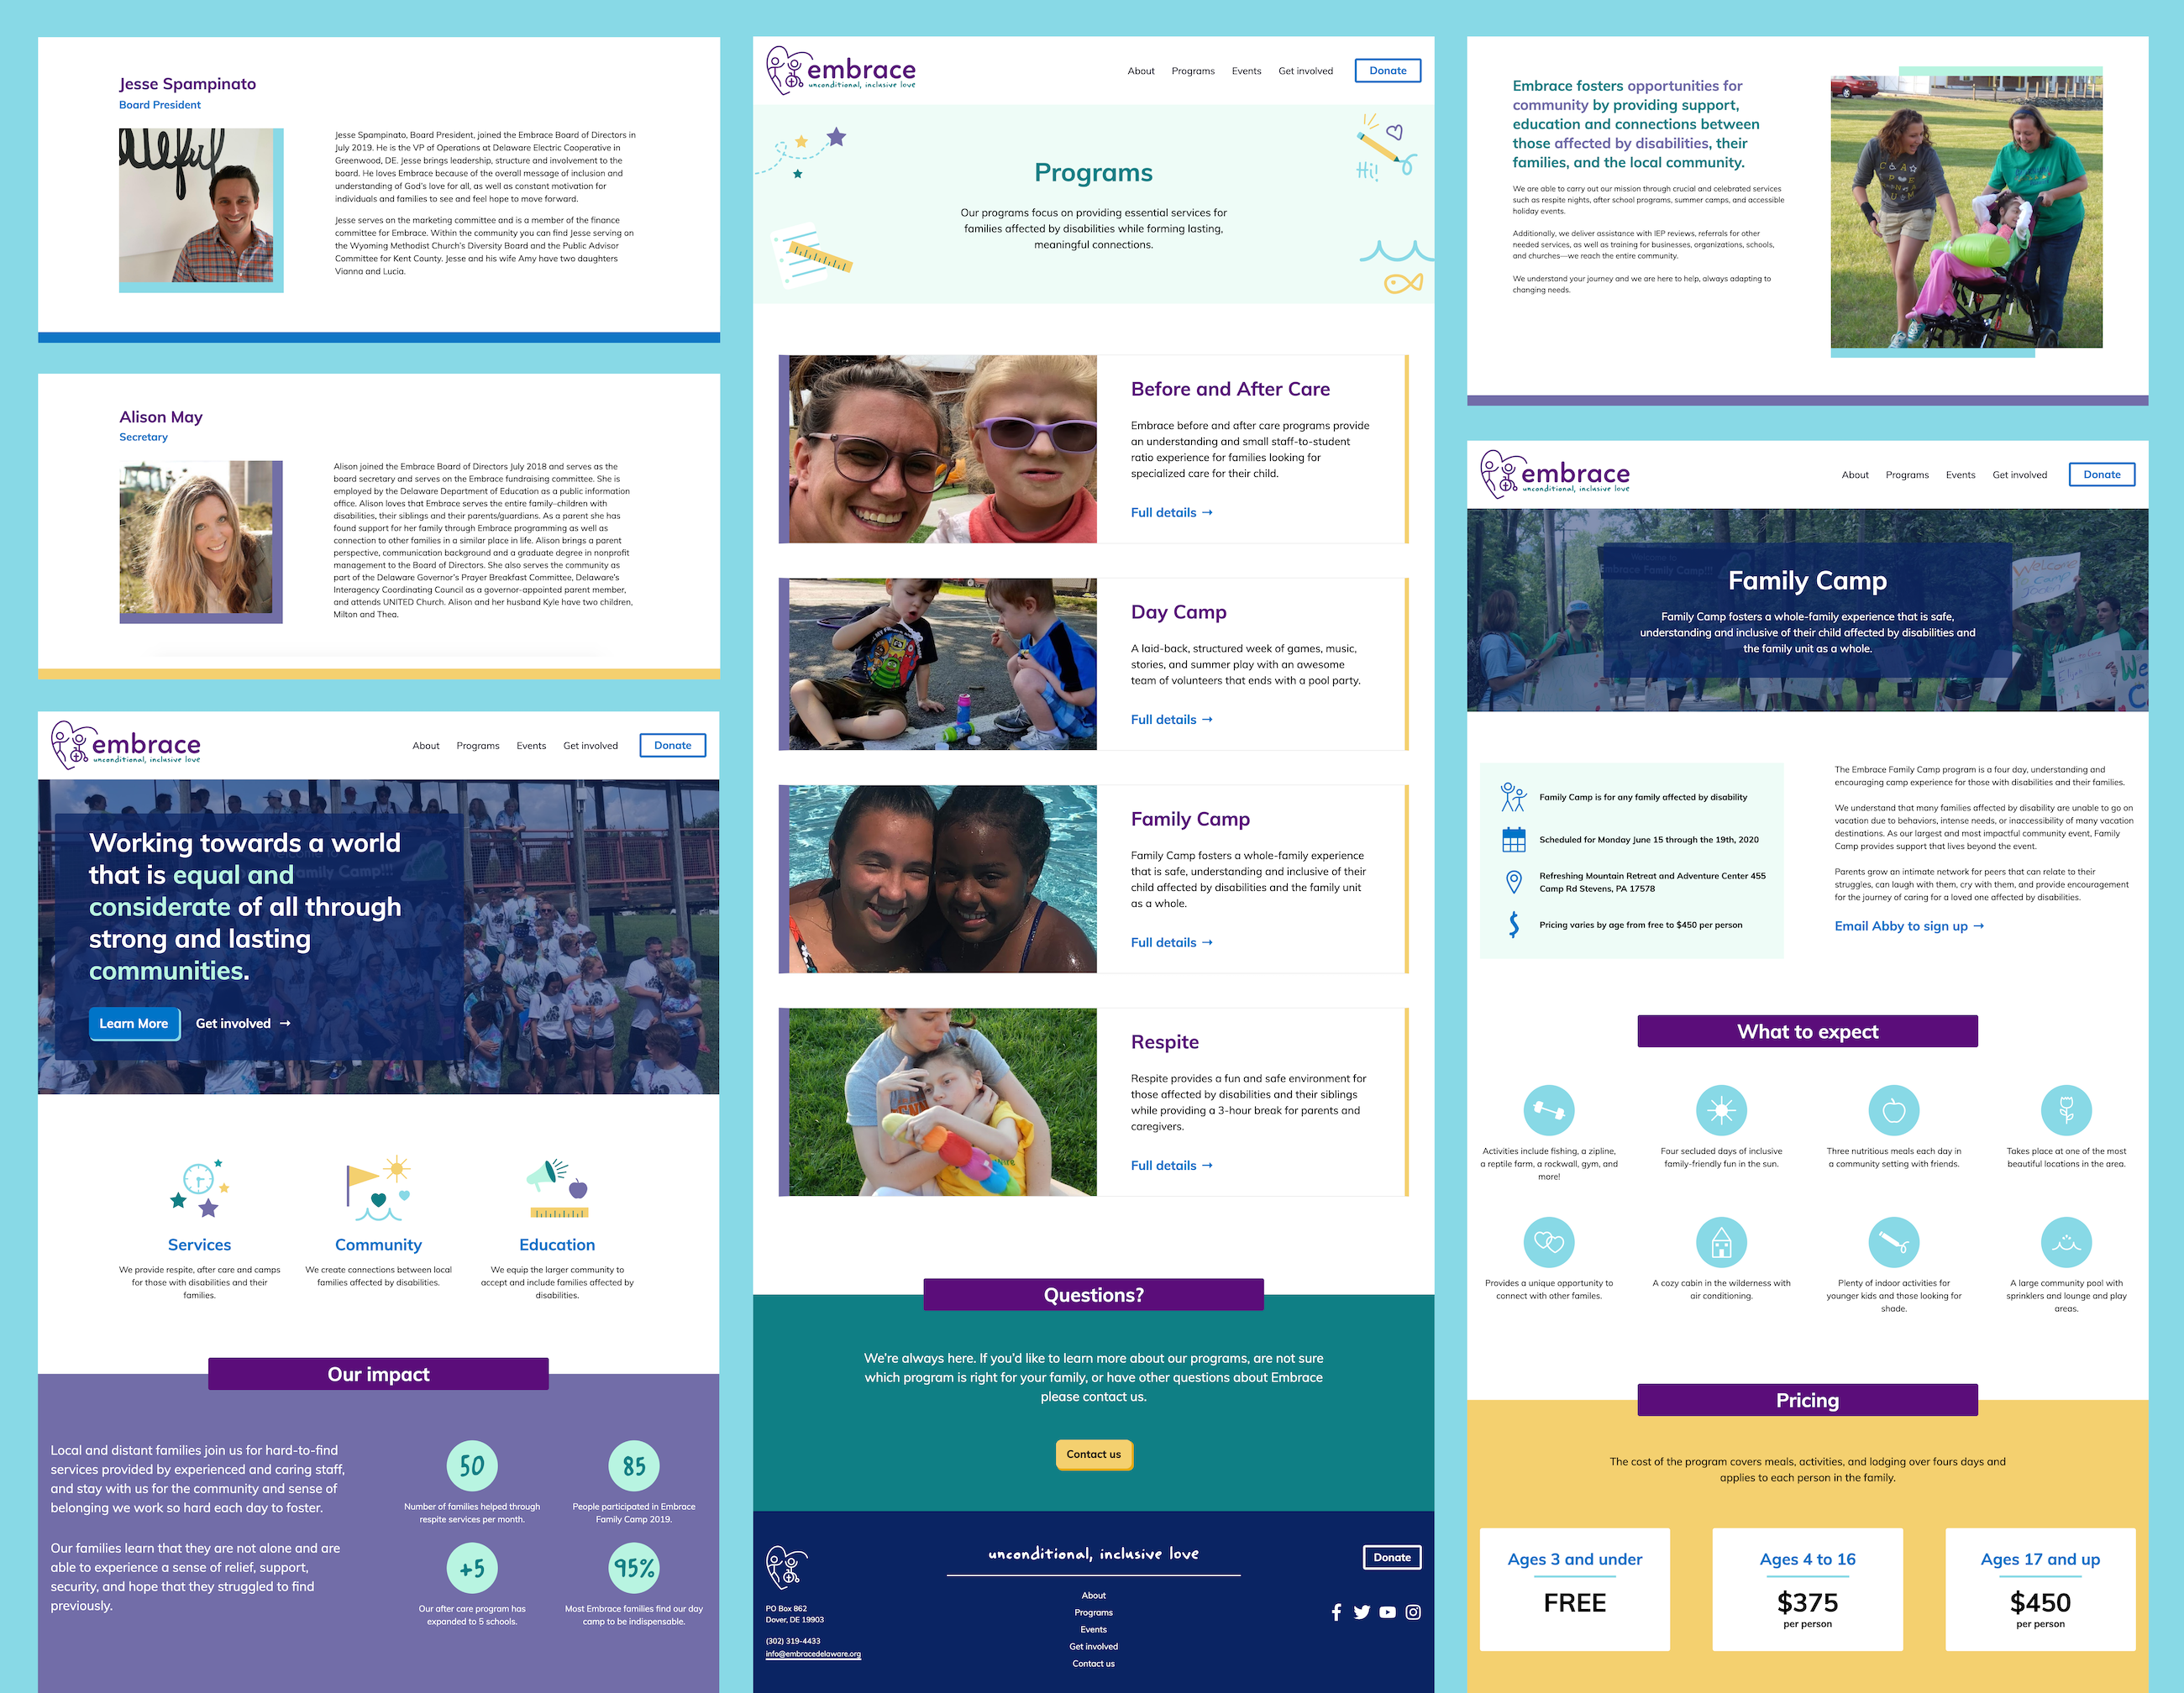 Jesse Spampinato
Board President
Jesse Spampinato, Board President, joined the Embrace Board of Directors in
July 2019. He is the VP of Operations at Delaware Electric Cooperative in
Greenwood, DE. Jesse brings leadership, structure and involvement to the
board. He loves Embrace because of the overall message of inclusion and
understanding of God's love for all, as well as constant motivation for
individuals and families to see and feel hope to move forward.
Jesse serves on the marketing committee and is a member of the finance
committee for Embrace. Within the community you can find Jesse serving on
the Wyoming Methodist Church's Diversity Board and the Public Advisor
Committee for Kent County. Jesse and his wife Amy have two daughters
Vianna and Lucia.
Alison May
Secretary
Alison joined the Embrace Board of Directors July 2018 and serves as the
board secretary and serves on the Embrace fundraising committee. She is
employed by the Delaware Department of Education as a public information
office. Alison loves that Embrace serves the entire family–children with
disabilities, their siblings and their parents/guardians. As a parent she has
found support for her family through Embrace programming as well as
connection to other families in a similar place in life. Alison brings a parent
perspective, communication background and a graduate degree in nonprofit
management to the Board of Directors. She also serves the community as
part of the Delaware Governor's Prayer Breakfast Committee, Delaware's
Interagency Coordinating Council as a governor-appointed parent member,
and attends UNITED Church. Alison and her husband Kyle have two children,
Milton and Thea.
embrace
unconditional, inclusive love
About Programs Events Get involved Donate
Working towards a world
that is equal and
considerate of all through
strong and lasting
communities.
Learn More Get involved →
Services
We provide respite, after care and camps
for those with disabilities and their
families.
Community
We create connections between local
families affected by disabilities.
Education
We equip the larger community to
accept and include families affected by
disabilities.
Our impact
Local and distant families join us for hard-to-find
services provided by experienced and caring staff,
and stay with us for the community and sense of
belonging we work so hard each day to foster.
Our families learn that they are not alone and are
able to experience a sense of relief, support,
security, and hope that they struggled to find
previously.
50
Number of families helped through
respite services per month.
85
People participated in Embrace
Family Camp 2019.
+5
Our after care program has
expanded to 5 schools.
95%
Most Embrace families find our day
camp to be indispensable.
embrace
unconditional, inclusive love
About Programs Events Get involved Donate
Hi!
Programs
Our programs focus on providing essential services for
families affected by disabilities while forming lasting,
meaningful connections.
Before and After Care
Embrace before and after care programs provide
an understanding and small staff-to-student
ratio experience for families looking for
specialized care for their child.
Full details →
Day Camp
A laid-back, structured week of games, music,
stories, and summer play with an awesome
team of volunteers that ends with a pool party.
Full details →
Family Camp
Family Camp fosters a whole-family experience
that is safe, understanding and inclusive of their
child affected by disabilities and the family unit
as a whole.
Full details →
Respite
Respite provides a fun and safe environment for
those affected by disabilities and their siblings
while providing a 3-hour break for parents and
caregivers.
Full details →
Questions?
We're always here. If you'd like to learn more about our programs, are not sure
which program is right for your family, or have other questions about Embrace
please contact us.
Contact us
PO Box 862
Dover, DE 19903
(302) 319-4433
info@embracedelaware.org
unconditional, inclusive love
About
Programs
Events
Get involved
Contact us
Donate
Embrace fosters opportunities for
community by providing support,
education and connections between
those affected by disabilities, their
families, and the local community.
We are able to carry out our mission through crucial and celebrated services
such as respite nights, after school programs, summer camps, and accessible
holiday events.
Additionally, we deliver assistance with IEP reviews, referrals for other
needed services, as well as training for businesses, organizations, schools,
and churches—we reach the entire community.
We understand your journey and we are here to help, always adapting to
changing needs.
embrace
unconditional, inclusive love
About Programs Events Get involved Donate
Family Camp
Family Camp fosters a whole-family experience that is safe,
understanding and inclusive of their child affected by disabilities and
the family unit as a whole.
Family Camp is for any family affected by disability
Scheduled for Monday June 15 through the 19th, 2020
Refreshing Mountain Retreat and Adventure Center 455
Camp Rd Stevens, PA 17578
Pricing varies by age from free to $450 per person
The Embrace Family Camp program is a four day, understanding and
encouraging camp experience for those with disabilities and their families.
We understand that many families affected by disability are unable to go on
vacation due to behaviors, intense needs, or inaccessibility of many vacation
destinations. As our largest and most impactful community event, Family
Camp provides support that lives beyond the event.
Parents grow an intimate network for peers that can relate to their
struggles, can laugh with them, cry with them, and provide encouragement
for the journey of caring for a loved one affected by disabilities.
Email Abby to sign up →
What to expect
Activities include fishing, a zipline,
a reptile farm, a rockwall, gym, and
more!
Four secluded days of inclusive
family-friendly fun in the sun.
Three nutritious meals each day in
a community setting with friends.
Takes place at one of the most
beautiful locations in the area.
Provides a unique opportunity to
connect with other familes.
A cozy cabin in the wilderness with
air conditioning.
Plenty of indoor activities for
younger kids and those looking for
shade.
A large community pool with
sprinklers and lounge and play
areas.
Pricing
The cost of the program covers meals, activities, and lodging over fours days and
applies to each person in the family.
Ages 3 and under
FREE
Ages 4 to 16
$375
per person
Ages 17 and up
$450
per person